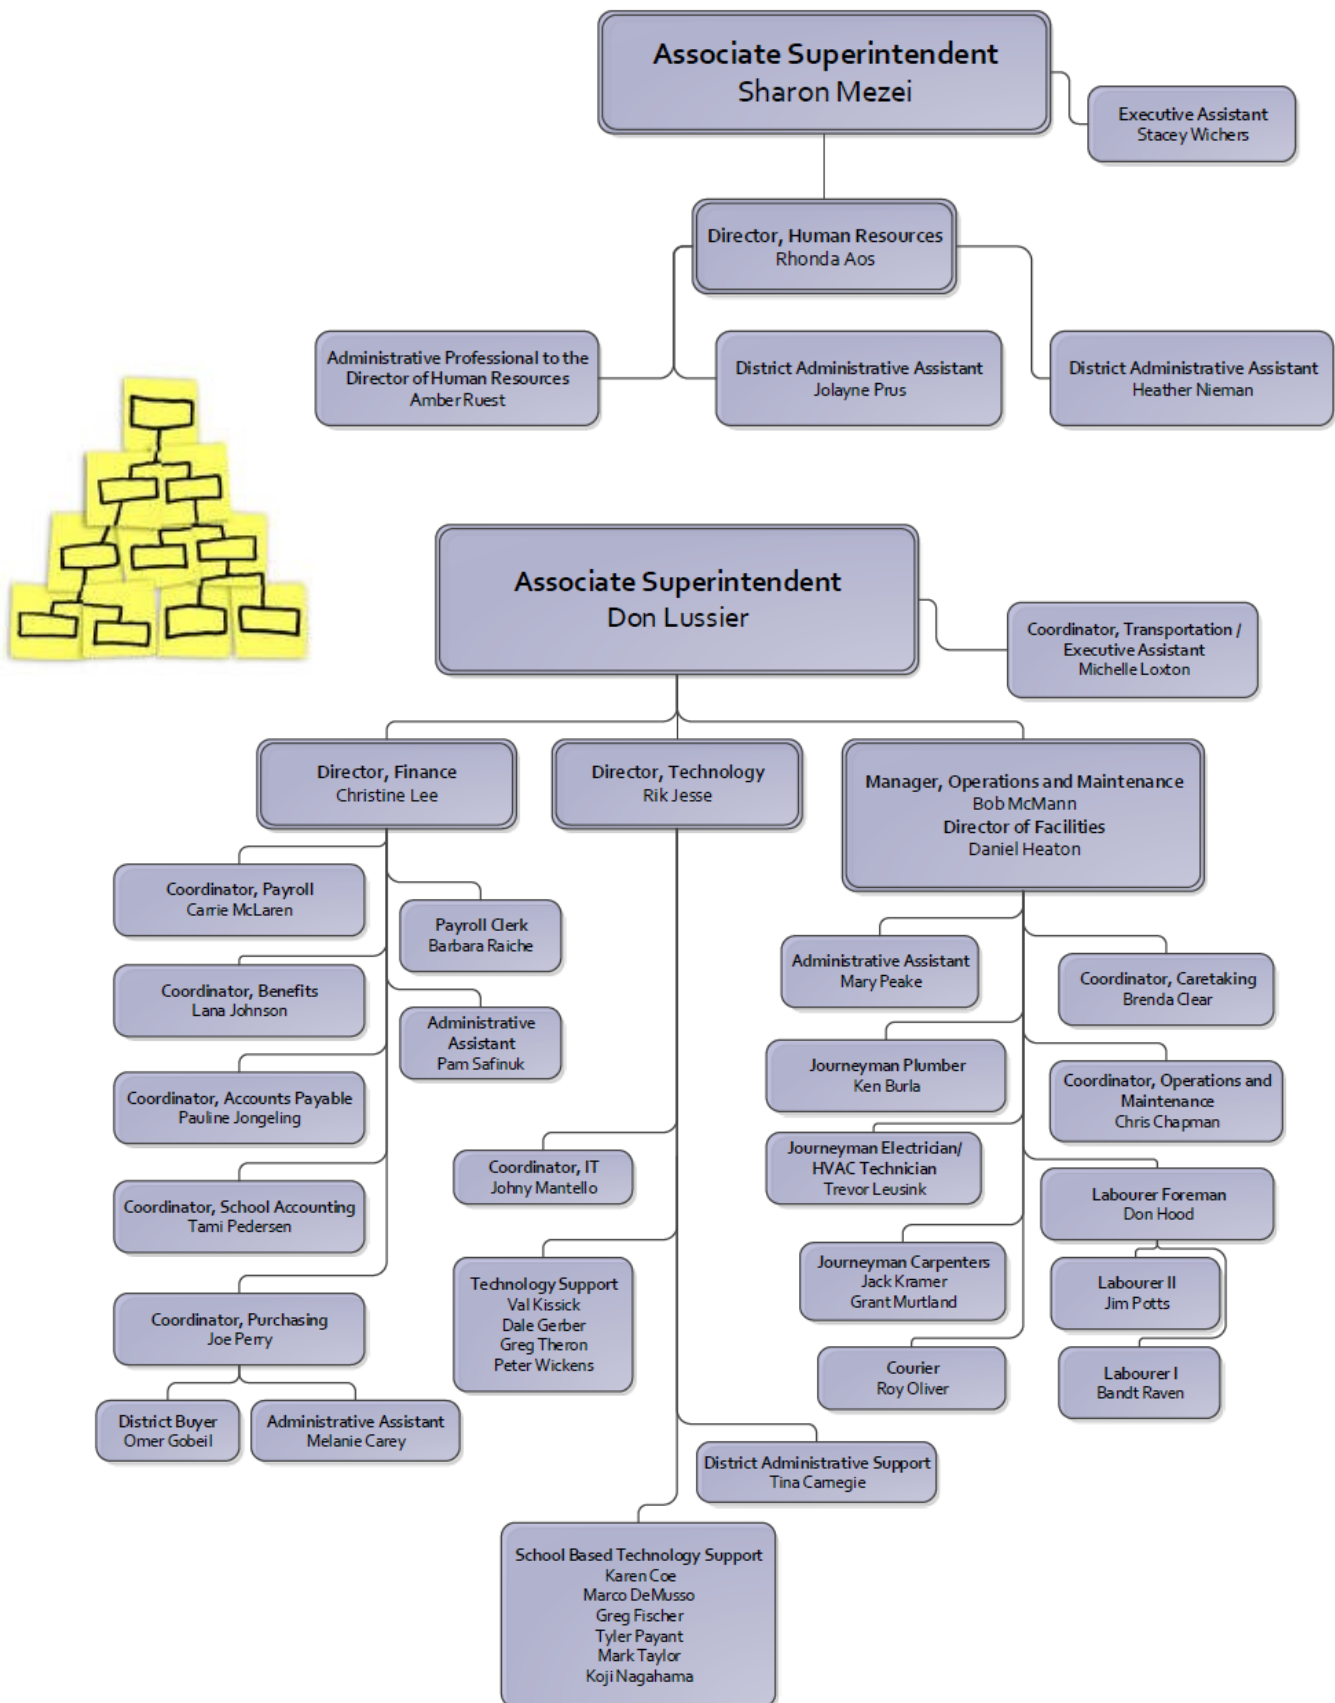 Associate Superintendent
Sharon Mezei
Executive Assistant
Stacey Wichers
Director, Human Resources
Rhonda Aos
Administrative Professional to the
Director of Human Resources
Amber Ruest
District Administrative Assistant
Jolayne Prus
District Administrative Assistant
Heather Nieman
Associate Superintendent
Don Lussier
Coordinator, Transportation /
Executive Assistant
Michelle Loxton
Director, Finance
Christine Lee
Director, Technology
Rik Jesse
Manager, Operations and Maintenance
Bob McMann
Director of Facilities
Daniel Heaton
Coordinator, Payroll
Carrie McLaren
Payroll Clerk
Barbara Raiche
Coordinator, Benefits
Lana Johnson
Administrative
Assistant
Pam Safinuk
Coordinator, Accounts Payable
Pauline Jongeling
Coordinator, School Accounting
Tami Pedersen
Coordinator, Purchasing
Joe Perry
District Buyer
Omer Gobeil
Administrative Assistant
Melanie Carey
Coordinator, IT
Johny Mantello
Technology Support
Val Kissick
Dale Gerber
Greg Theron
Peter Wickens
District Administrative Support
Tina Carnegie
School Based Technology Support
Karen Coe
Marco DeMusso
Greg Fischer
Tyler Payant
Mark Taylor
Koji Nagahama
Administrative Assistant
Mary Peake
Coordinator, Caretaking
Brenda Clear
Journeyman Plumber
Ken Burla
Coordinator, Operations and
Maintenance
Chris Chapman
Journeyman Electrician/
HVAC Technician
Trevor Leusink
Labourer Foreman
Don Hood
Journeyman Carpenters
Jack Kramer
Grant Murtland
Labourer II
Jim Potts
Courier
Roy Oliver
Labourer I
Bandt Raven